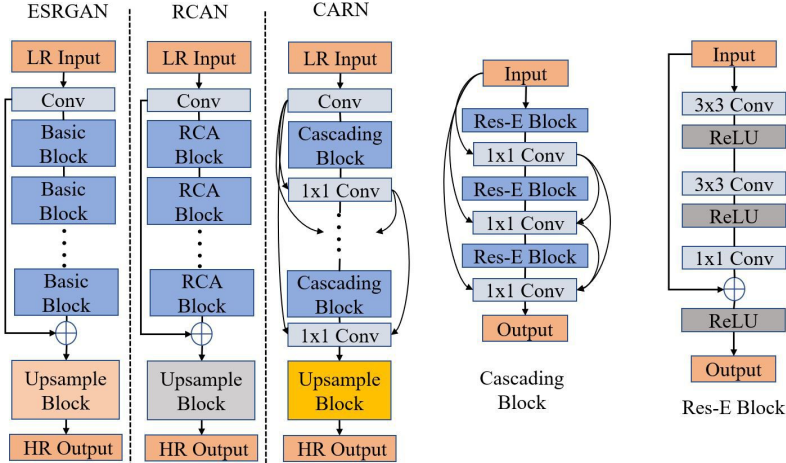 ESRGAN
LR Input
Conv
Basic
Block
Basic
Block
Basic
Block
Upsample
Block
HR Output
RCAN
LR Input
Conv
RCA
Block
RCA
Block
RCA
Block
Upsample
Block
HR Output
CARN
LR Input
Conv
Cascading
Block
1x1 Conv
Cascading
Block
1x1 Conv
Upsample
Block
HR Output
Input
Res-E Block
1x1 Conv
Res-E Block
1x1 Conv
Res-E Block
1x1 Conv
Output
Cascading
Block
Input
3x3 Conv
ReLU
3x3 Conv
ReLU
1x1 Conv
ReLU
Output
Res-E Block